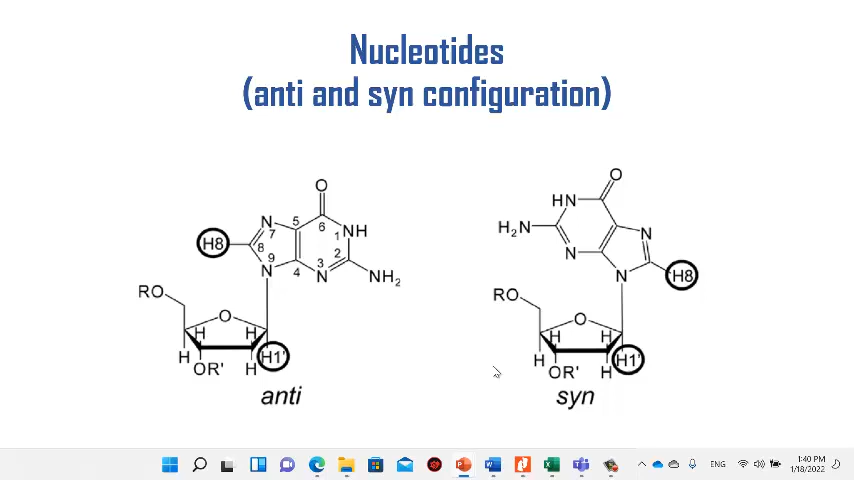 Nucleotides
(anti and syn configuration)
O
6
5
N
7
H8
8
NH
1
9
N
4
3
N
2
NH2
RO
O
H
H
H
H1'
OR'
H
anti
O
HN
H2N
N
N
N
H8
RO
O
H
H
H
H1'
OR'
H
syn
ENG
1:40 PM
1/18/2022